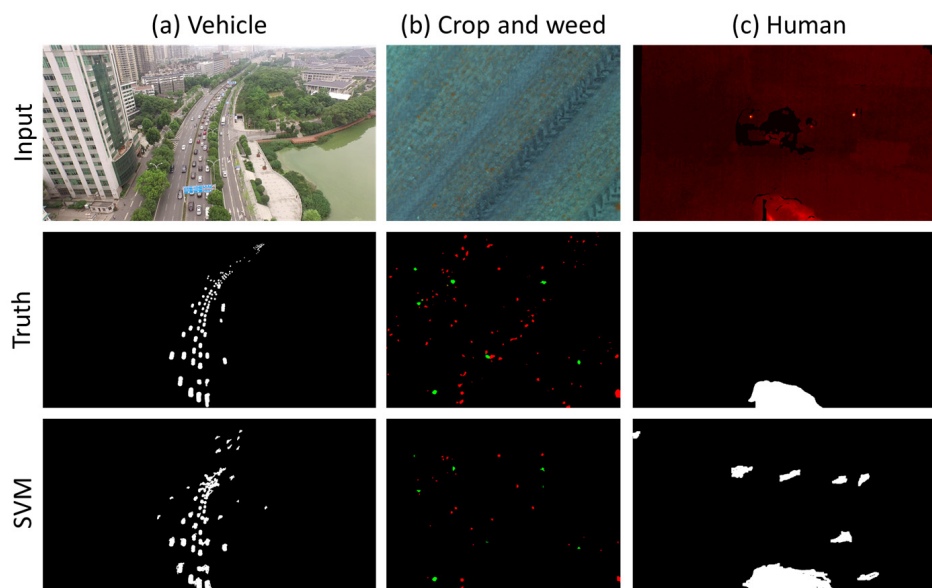 (a) Vehicle
(b) Crop and weed
(c) Human
Input
Truth
SVM